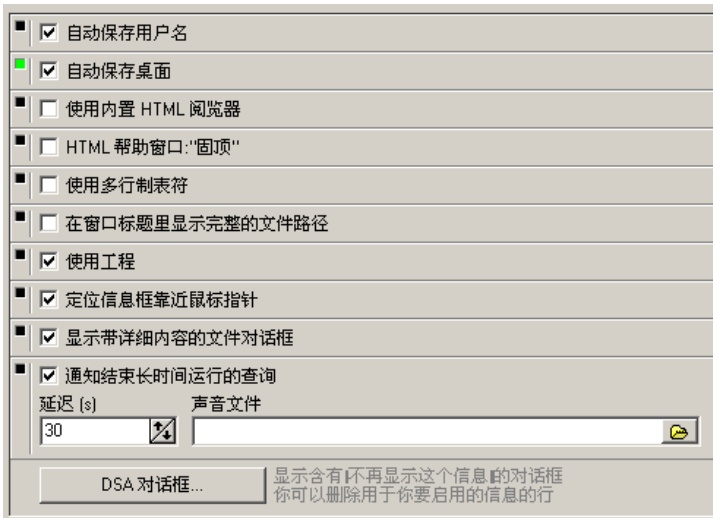 自动保存用户名
自动保存桌面
使用内置 HTML 阅览器
HTML 帮助窗口:"固顶"
使用多行制表符
在窗口标题里显示完整的文件路径
使用工程
定位信息框靠近鼠标指针
显示带详细内容的文件对话框
通知结束长时间运行的查询
延迟 (s) 声音文件
30
DSA 对话框... 显示含有|不再显示这个信息|的对话框
你可以删除用于你要启用的信息的行